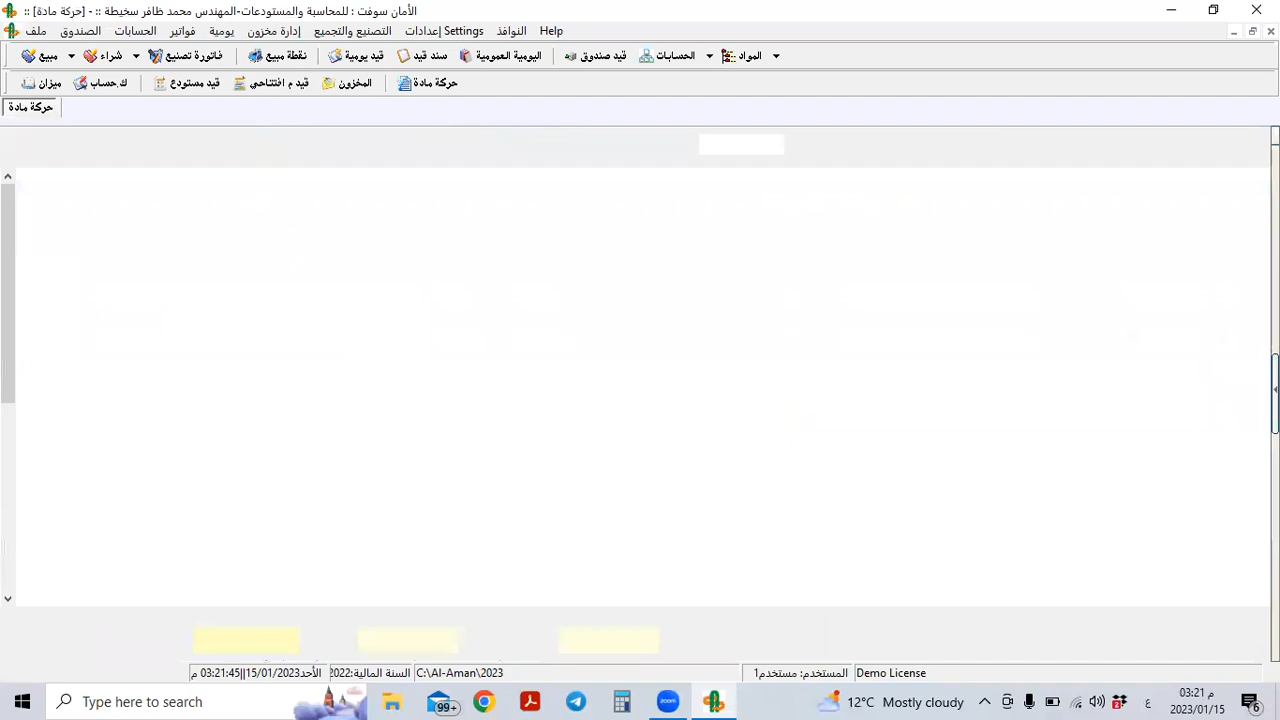 الأمان سوفت : للمحاسبة والمستودعات-المهندس محمد ظافر سخيطة :: - [حركة مادة] ::
ملف الصندوق الحسابات فواتير يومية إدارة مخزون التصنيع والتجميع إعدادات Settings النوافذ Help
مبيع شراء فاتورة تصنيع نقطة مبيع قيد يومية سند قيد اليومية العمومية قيد صندوق الحسابات المواد
ميزان ك.حساب قيد مستودع قيد م افتتاحي المخزون حركة مادة
حركة مادة
الأحد15/01/2023||03:21:45 م السنة المالية:2022 C:\Al-Aman\2023 المستخدم: مستخدم1 Demo License
Type here to search 99+ zoom 12°C Mostly cloudy 2 ع 03:21 م 6
2023/01/15